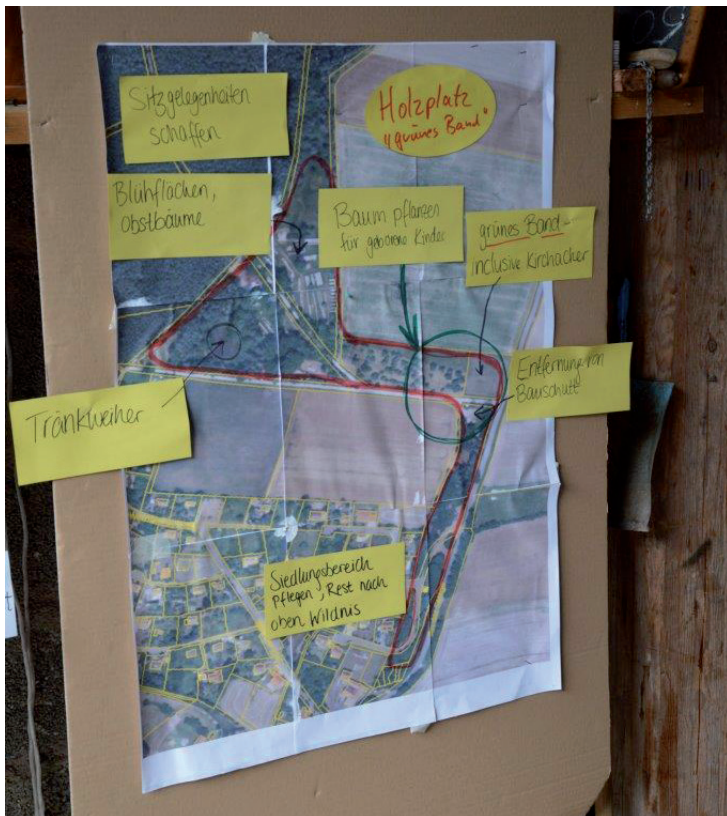 Sitzgelegenheiten
schaffen
Holzplatz
"grünes Band"
Blühflächen,
obstbäume
Baum pflanzen
für geborene Kinder
grünes Band -
inclusive Kirchacker
Tränkweiher
Entfernung von
Bauschutt
Siedlungsbereich
pflegen, Rest nach
oben Wildnis